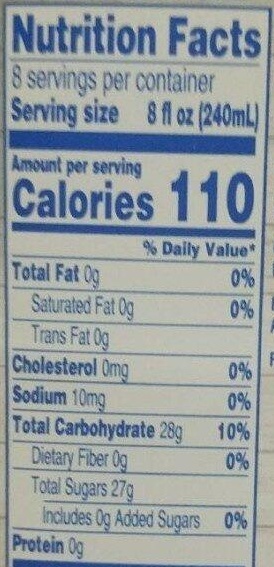 Nutrition Facts
8 servings per container
Serving size 8 fl oz (240mL)
Amount per serving
Calories 110
% Daily Value*
Total Fat 0g 0%
Saturated Fat 0g 0%
Trans Fat 0g
Cholesterol 0mg 0%
Sodium 10mg 0%
Total Carbohydrate 28g 10%
Dietary Fiber 0g 0%
Total Sugars 27g
Includes 0g Added Sugars 0%
Protein 0g